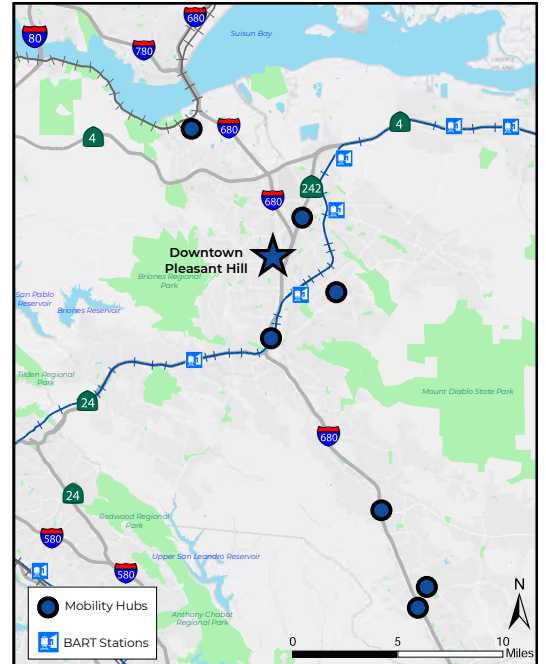 680
Suisun Bay
80
780
4
680
4
242
680
Downtown
Pleasant Hill
Briones Regional
Park
San Pablo
Reservoir
Briones Reservoir
Tilden Regional
Park
Mount Diablo State Park
24
680
24
Redwood Regional
Park
580
Upper San Leandro Reservoir
580
N
Mobility Hubs
Anthony Chabot
Regional Park
BART Stations
0 5 10
Miles